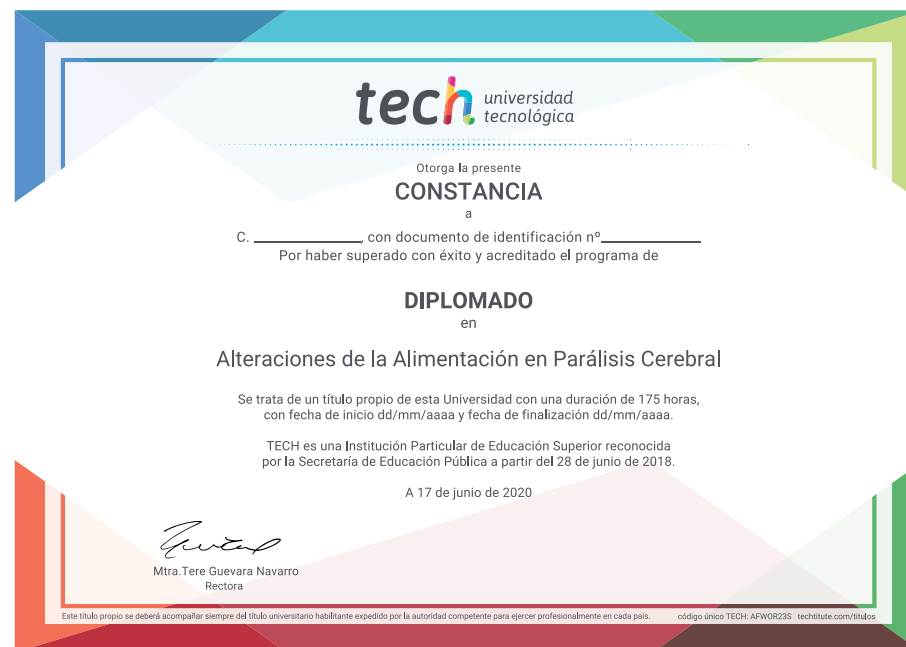 tech universidad
tecnológica
Otorga la presente
CONSTANCIA
a
C. ____________, con documento de identificación nº____________
Por haber superado con éxito y acreditado el programa de
DIPLOMADO
en
Alteraciones de la Alimentación en Parálisis Cerebral
Se trata de un título propio de esta Universidad con una duración de 175 horas,
con fecha de inicio dd/mm/aaaa y fecha de finalización dd/mm/aaaa.
TECH es una Institución Particular de Educación Superior reconocida
por la Secretaría de Educación Pública a partir del 28 de junio de 2018.
A 17 de junio de 2020
Mtra.Tere Guevara Navarro
Rectora
Este título propio se deberá acompañar siempre del título universitario habilitante expedido por la autoridad competente para ejercer profesionalmente en cada país. código único TECH: AFWOR23S techtitute.com/titulos